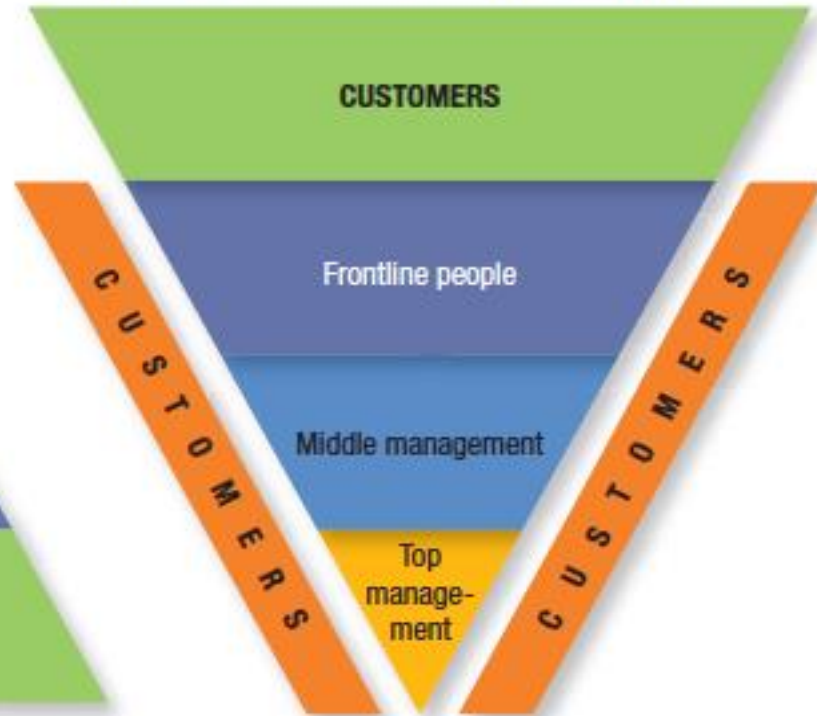 CUSTOMERS
Frontline people
Middle management
Top
manage-
ment
CUSTOMERS
CUSTOMERS